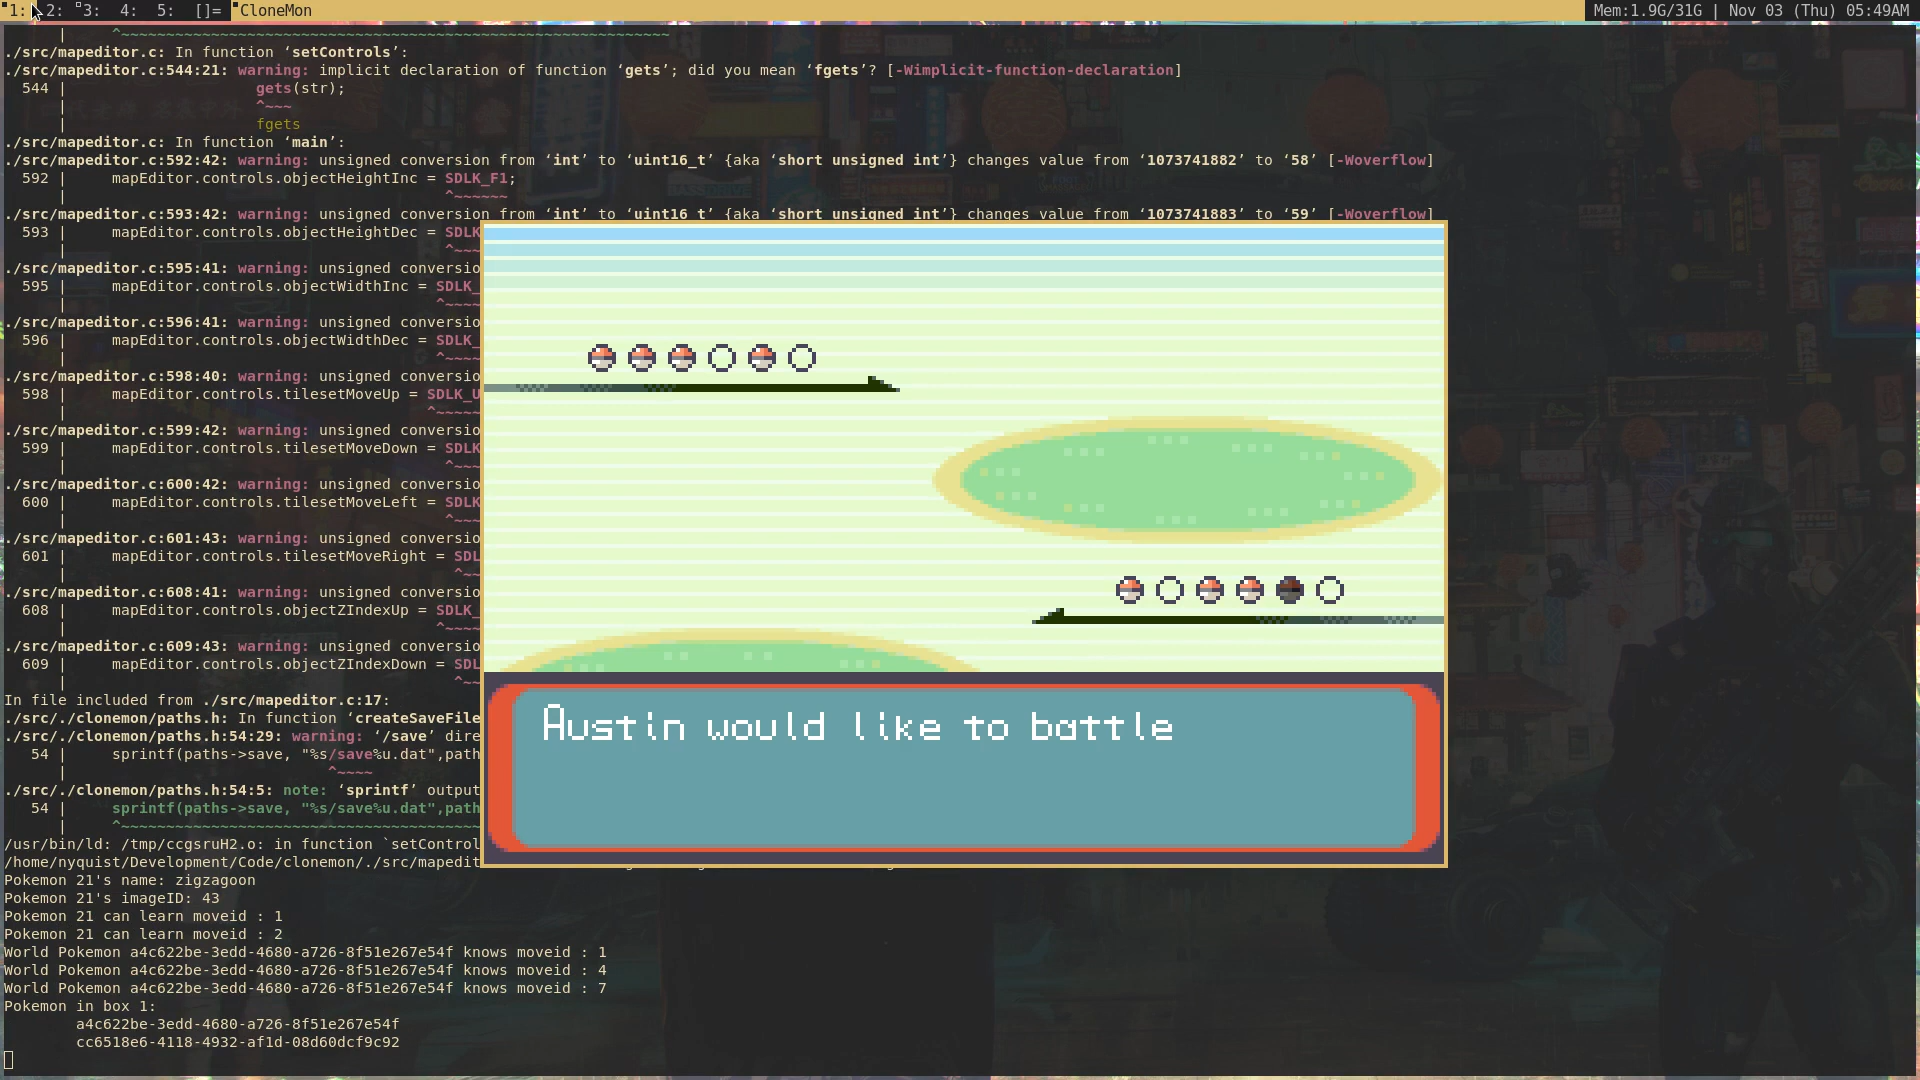 1: 2: 3: 4: 5: []= CloneMon Mem:1.9G/31G | Nov 03 (Thu) 05:49AM
| ^~~~~~~~~~~~~~~~~~~~~~~~~~~~~~~~~~~~~~~~~~~~~~~~~~~~~~~~~~~~~~
./src/mapeditor.c: In function ‘setControls’:
./src/mapeditor.c:544:21: warning: implicit declaration of function ‘gets’; did you mean ‘fgets’? [-Wimplicit-function-declaration]
544 | gets(str);
| ^~~~
| fgets
./src/mapeditor.c: In function ‘main’:
./src/mapeditor.c:592:42: warning: unsigned conversion from ‘int’ to ‘uint16_t’ {aka ‘short unsigned int’} changes value from ‘1073741882’ to ‘58’ [-Woverflow]
592 | mapEditor.controls.objectHeightInc = SDLK_F1;
| ^~~~~~~
./src/mapeditor.c:593:42: warning: unsigned conversion from ‘int’ to ‘uint16_t’ {aka ‘short unsigned int’} changes value from ‘1073741883’ to ‘59’ [-Woverflow]
593 | mapEditor.controls.objectHeightDec = SDLK
| ^~~~
./src/mapeditor.c:595:41: warning: unsigned conversio
595 | mapEditor.controls.objectWidthInc = SDLK_
| ^~~~~
./src/mapeditor.c:596:41: warning: unsigned conversio
596 | mapEditor.controls.objectWidthDec = SDLK_
| ^~~~~
./src/mapeditor.c:598:40: warning: unsigned conversio
598 | mapEditor.controls.tilesetMoveUp = SDLK_U
| ^~~~~~
./src/mapeditor.c:599:42: warning: unsigned conversio
599 | mapEditor.controls.tilesetMoveDown = SDLK
| ^~~~
./src/mapeditor.c:600:42: warning: unsigned conversio
600 | mapEditor.controls.tilesetMoveLeft = SDLK
| ^~~~
./src/mapeditor.c:601:43: warning: unsigned conversio
601 | mapEditor.controls.tilesetMoveRight = SDL
| ^~~
./src/mapeditor.c:608:41: warning: unsigned conversio
608 | mapEditor.controls.objectZIndexUp = SDLK_
| ^~~~~
./src/mapeditor.c:609:43: warning: unsigned conversio
609 | mapEditor.controls.objectZIndexDown = SDL
| ^~~
In file included from ./src/mapeditor.c:17:
./src/./clonemon/paths.h: In function ‘createSaveFile
./src/./clonemon/paths.h:54:29: warning: ‘/save’ dire
54 | sprintf(paths->save, "%s/save%u.dat",path
| ^~~~~
./src/./clonemon/paths.h:54:5: note: ‘sprintf’ output
54 | sprintf(paths->save, "%s/save%u.dat",path
| ^~~~~~~~~~~~~~~~~~~~~~~~~~~~~~~~~~~~~~~~~
/usr/bin/ld: /tmp/ccgsruH2.o: in function `setControl
/home/nyquist/Development/Code/clonemon/./src/mapedit
Pokemon 21's name: zigzagoon
Pokemon 21's imageID: 43
Pokemon 21 can learn moveid : 1
Pokemon 21 can learn moveid : 2
World Pokemon a4c622be-3edd-4680-a726-8f51e267e54f knows moveid : 1
World Pokemon a4c622be-3edd-4680-a726-8f51e267e54f knows moveid : 4
World Pokemon a4c622be-3edd-4680-a726-8f51e267e54f knows moveid : 7
Pokemon in box 1:
a4c622be-3edd-4680-a726-8f51e267e54f
cc6518e6-4118-4932-af1d-08d60dcf9c92
Austin would like to battle